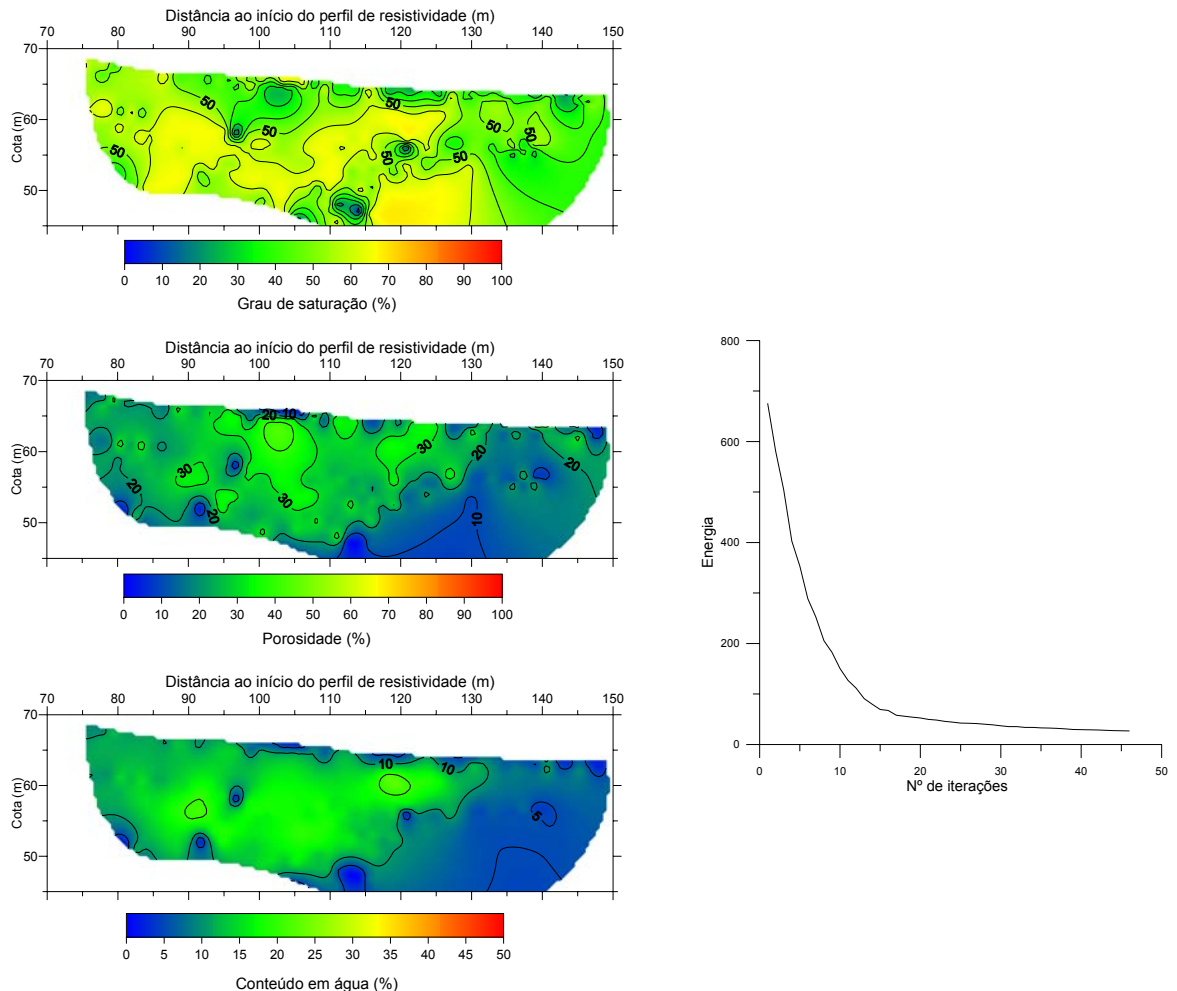 Distância ao início do perfil de resistividade (m)
70 80 90 100 110 120 130 140 150
70
60
50
Cota (m)
50 50 50 50 50 50 50 50
0 10 20 30 40 50 60 70 80 90 100
Grau de saturação (%)
Distância ao início do perfil de resistividade (m)
70 80 90 100 110 120 130 140 150
70
60
50
Cota (m)
20 10 30 20 30 20 20 30 20 10
0 10 20 30 40 50 60 70 80 90 100
Porosidade (%)
Distância ao início do perfil de resistividade (m)
70 80 90 100 110 120 130 140 150
70
60
50
Cota (m)
10 10 5
0 5 10 15 20 25 30 35 40 45 50
Conteúdo em água (%)
800
600
400
200
0
Energia
0 10 20 30 40 50
Nº de iterações